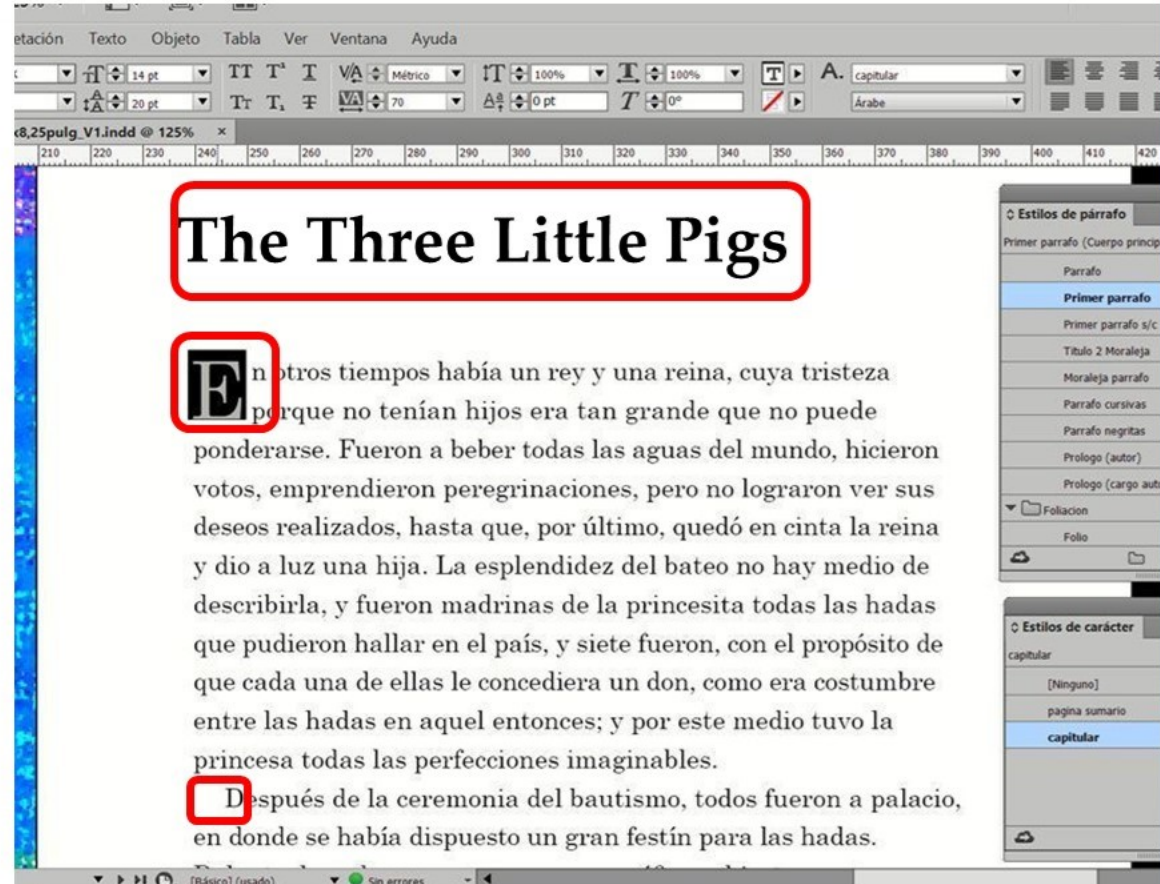 etación Texto Objeto Tabla Ver Ventana Ayuda
14 pt TT T¹ T V/A Métrico 100% 100% T A. capitular
20 pt Tт T₁ Ŧ VA 70 0 pt T 0° Árabe
x8,25pulg_V1.indd @ 125% ×
210 220 230 240 250 260 270 280 290 300 310 320 330 340 350 360 370 380 390 400 410 420
The Three Little Pigs
En otros tiempos había un rey y una reina, cuya tristeza
porque no tenían hijos era tan grande que no puede
ponderarse. Fueron a beber todas las aguas del mundo, hicieron
votos, emprendieron peregrinaciones, pero no lograron ver sus
deseos realizados, hasta que, por último, quedó en cinta la reina
y dio a luz una hija. La esplendidez del bateo no hay medio de
describirla, y fueron madrinas de la princesita todas las hadas
que pudieron hallar en el país, y siete fueron, con el propósito de
que cada una de ellas le concediera un don, como era costumbre
entre las hadas en aquel entonces; y por este medio tuvo la
princesa todas las perfecciones imaginables.
Después de la ceremonia del bautismo, todos fueron a palacio,
en donde se había dispuesto un gran festín para las hadas.
Estilos de párrafo
Primer parrafo (Cuerpo princip
Parrafo
Primer parrafo
Primer parrafo s/c
Titulo 2 Moraleja
Moraleja parrafo
Parrafo cursivas
Parrafo negritas
Prologo (autor)
Prologo (cargo aut
Foliacion
Folio
Estilos de carácter
capitular
[Ninguno]
pagina sumario
capitular
[Básico] (usado) Sin errores